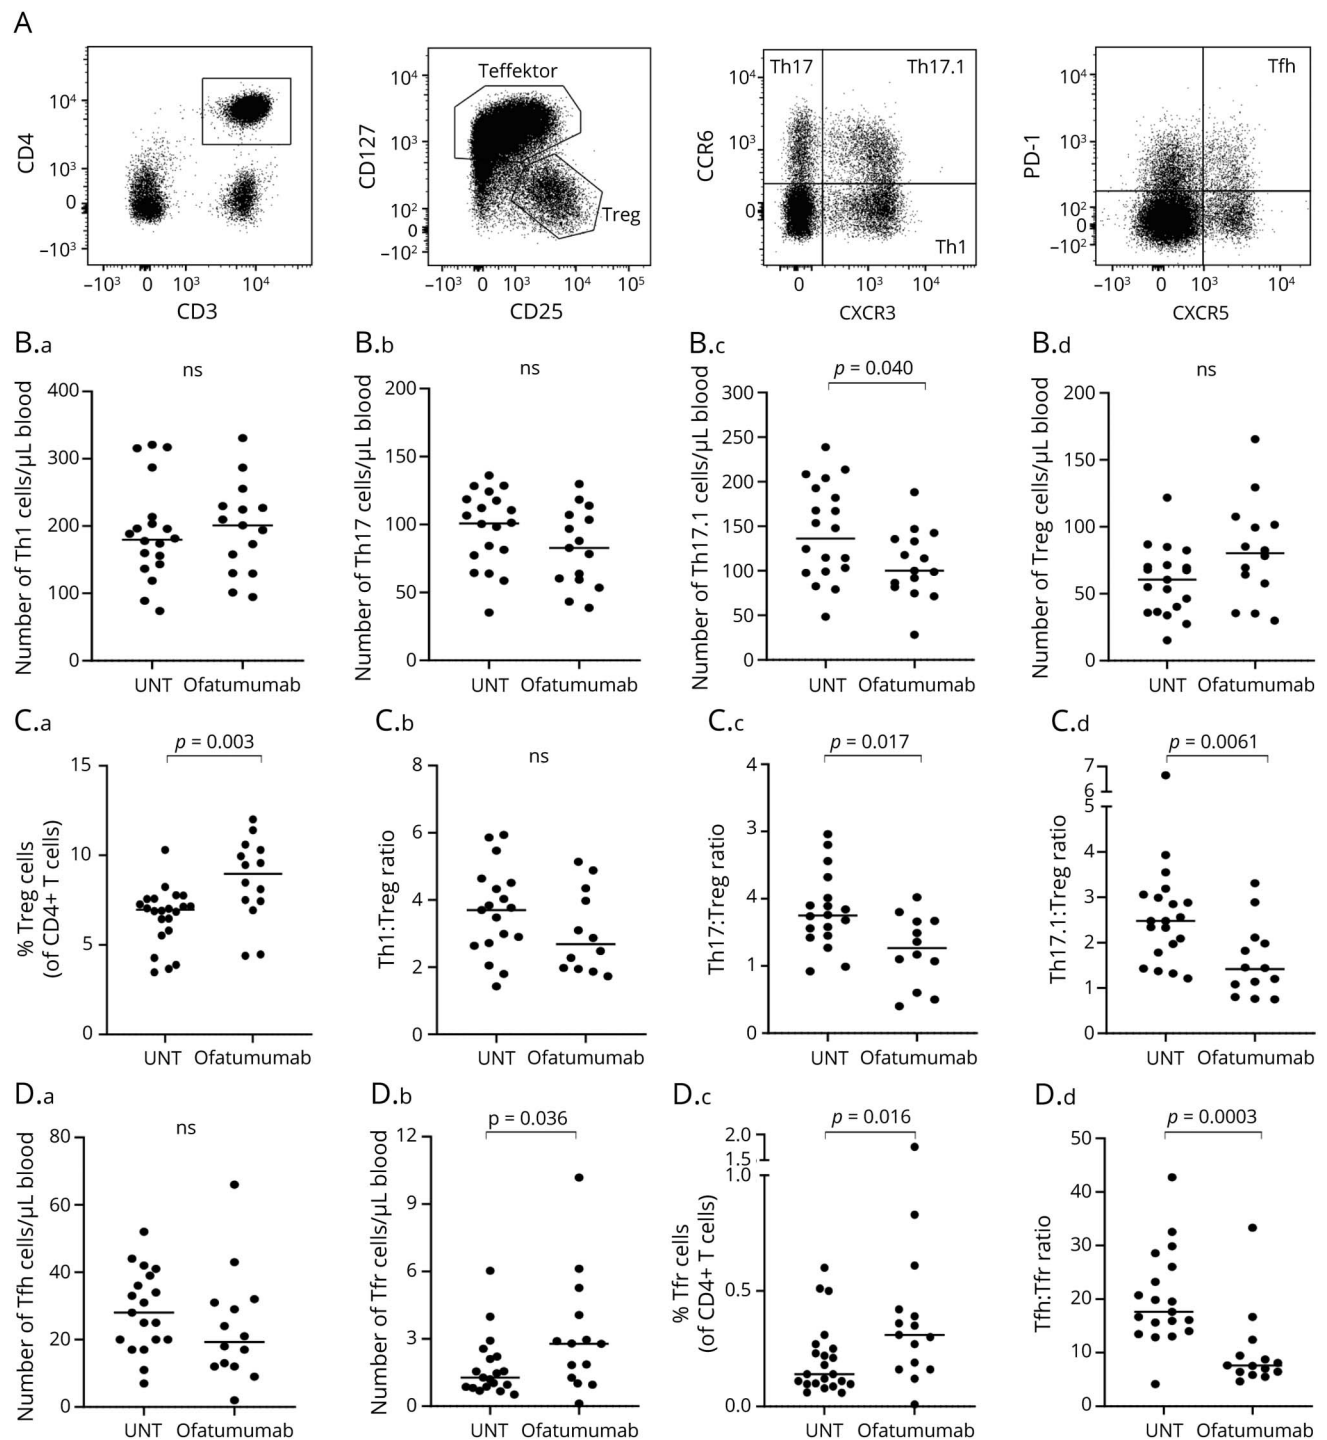 A
CD4
10⁴
10³
0
–10³
–10³ 0 10³ 10⁴
CD3
CD127
10⁴
10³
10²
0
–10²
Teffektor
Treg
0 10³ 10⁴ 10⁵
CD25
CCR6
10⁴
10³
0
Th17 Th17.1
Th1
0 10³ 10⁴
CXCR3
PD-1
10⁴
10³
10²
0
–10²
Tfh
–10³ 0 10³ 10⁴
CXCR5
B.a
ns
Number of Th1 cells/μL blood
400
300
200
100
0
UNT Ofatumumab
B.b
ns
Number of Th17 cells/μL blood
200
150
100
50
0
UNT Ofatumumab
B.c
p = 0.040
Number of Th17.1 cells/μL blood
300
250
200
150
100
50
0
UNT Ofatumumab
B.d
ns
Number of Treg cells/μL blood
200
150
100
50
0
UNT Ofatumumab
C.a
p = 0.003
% Treg cells
(of CD4+ T cells)
15
10
5
0
UNT Ofatumumab
C.b
ns
Th1:Treg ratio
8
6
4
2
0
UNT Ofatumumab
C.c
p = 0.017
Th17:Treg ratio
4
3
4
1
0
UNT Ofatumumab
C.d
p = 0.0061
Th17.1:Treg ratio
7
6
5
4
3
2
1
0
UNT Ofatumumab
D.a
ns
Number of Tfh cells/μL blood
80
60
40
20
0
UNT Ofatumumab
D.b
p = 0.036
Number of Tfr cells/μL blood
12
9
6
3
0
UNT Ofatumumab
D.c
p = 0.016
% Tfr cells
(of CD4+ T cells)
2.0
1.5
1.0
0.5
0.0
UNT Ofatumumab
D.d
p = 0.0003
Tfh:Tfr ratio
50
40
30
20
10
0
UNT Ofatumumab